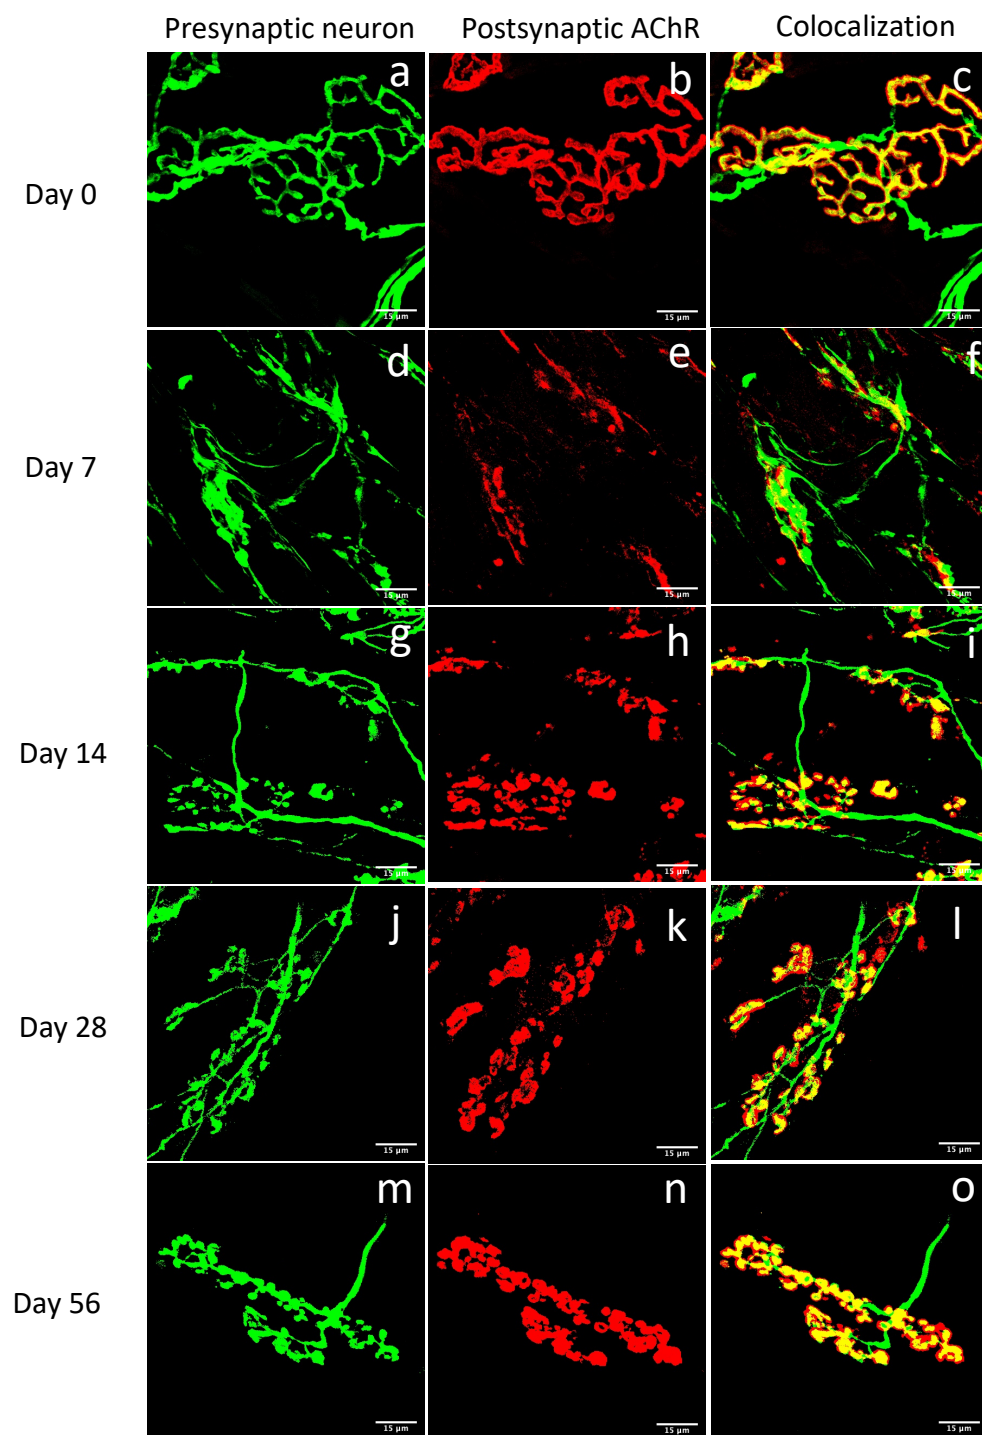 Presynaptic neuron Postsynaptic AChR Colocalization
Day 0
a b c
15 µm 15 µm 15 µm
Day 7
d e f
15 µm 15 µm 15 µm
Day 14
g h i
15 µm 15 µm 15 µm
Day 28
j k l
15 µm 15 µm 15 µm
Day 56
m n o
15 µm 15 µm 15 µm